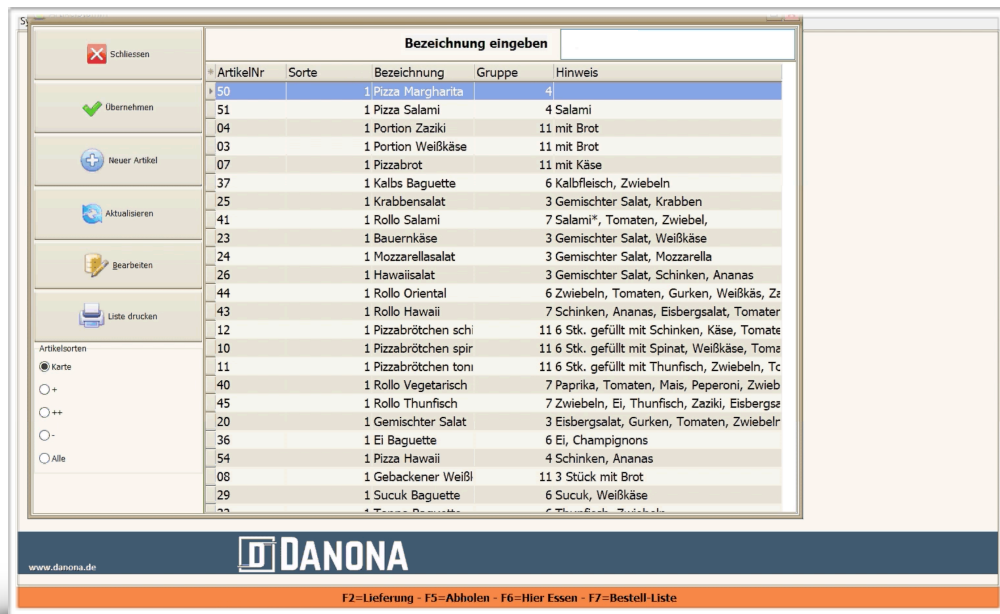 Bezeichnung eingeben
Schliessen
Übernehmen
Neuer Artikel
Aktualisieren
Bearbeiten
Liste drucken
Artikelsorten
Karte
+
++
-
Alle
ArtikelNr Sorte Bezeichnung Gruppe Hinweis
50 1 Pizza Margharita 4
51 1 Pizza Salami 4 Salami
04 1 Portion Zaziki 11 mit Brot
03 1 Portion Weißkäse 11 mit Brot
07 1 Pizzabrot 11 mit Käse
37 1 Kalbs Baguette 6 Kalbfleisch, Zwiebeln
25 1 Krabbensalat 3 Gemischter Salat, Krabben
41 1 Rollo Salami 7 Salami*, Tomaten, Zwiebel,
23 1 Bauernkäse 3 Gemischter Salat, Weißkäse
24 1 Mozzarellasalat 3 Gemischter Salat, Mozzarella
26 1 Hawaiisalat 3 Gemischter Salat, Schinken, Ananas
44 1 Rollo Oriental 6 Zwiebeln, Tomaten, Gurken, Weißkäs, Za
43 1 Rollo Hawaii 7 Schinken, Ananas, Eisbergsalat, Tomaten
12 1 Pizzabrötchen schi 11 6 Stk. gefüllt mit Schinken, Käse, Tomate
10 1 Pizzabrötchen spin 11 6 Stk. gefüllt mit Spinat, Weißkäse, Toma
11 1 Pizzabrötchen tonn 11 6 Stk. gefüllt mit Thunfisch, Zwiebeln, To
40 1 Rollo Vegetarisch 7 Paprika, Tomaten, Mais, Peperoni, Zwieb
45 1 Rollo Thunfisch 7 Zwiebeln, Ei, Thunfisch, Zaziki, Eisbergsa
20 1 Gemischter Salat 3 Eisbergsalat, Gurken, Tomaten, Zwiebeln
36 1 Ei Baguette 6 Ei, Champignons
54 1 Pizza Hawaii 4 Schinken, Ananas
08 1 Gebackener Weißk 11 3 Stück mit Brot
29 1 Sucuk Baguette 6 Sucuk, Weißkäse
www.danona.de
DANONA
F2=Lieferung - F5=Abholen - F6=Hier Essen - F7=Bestell-Liste